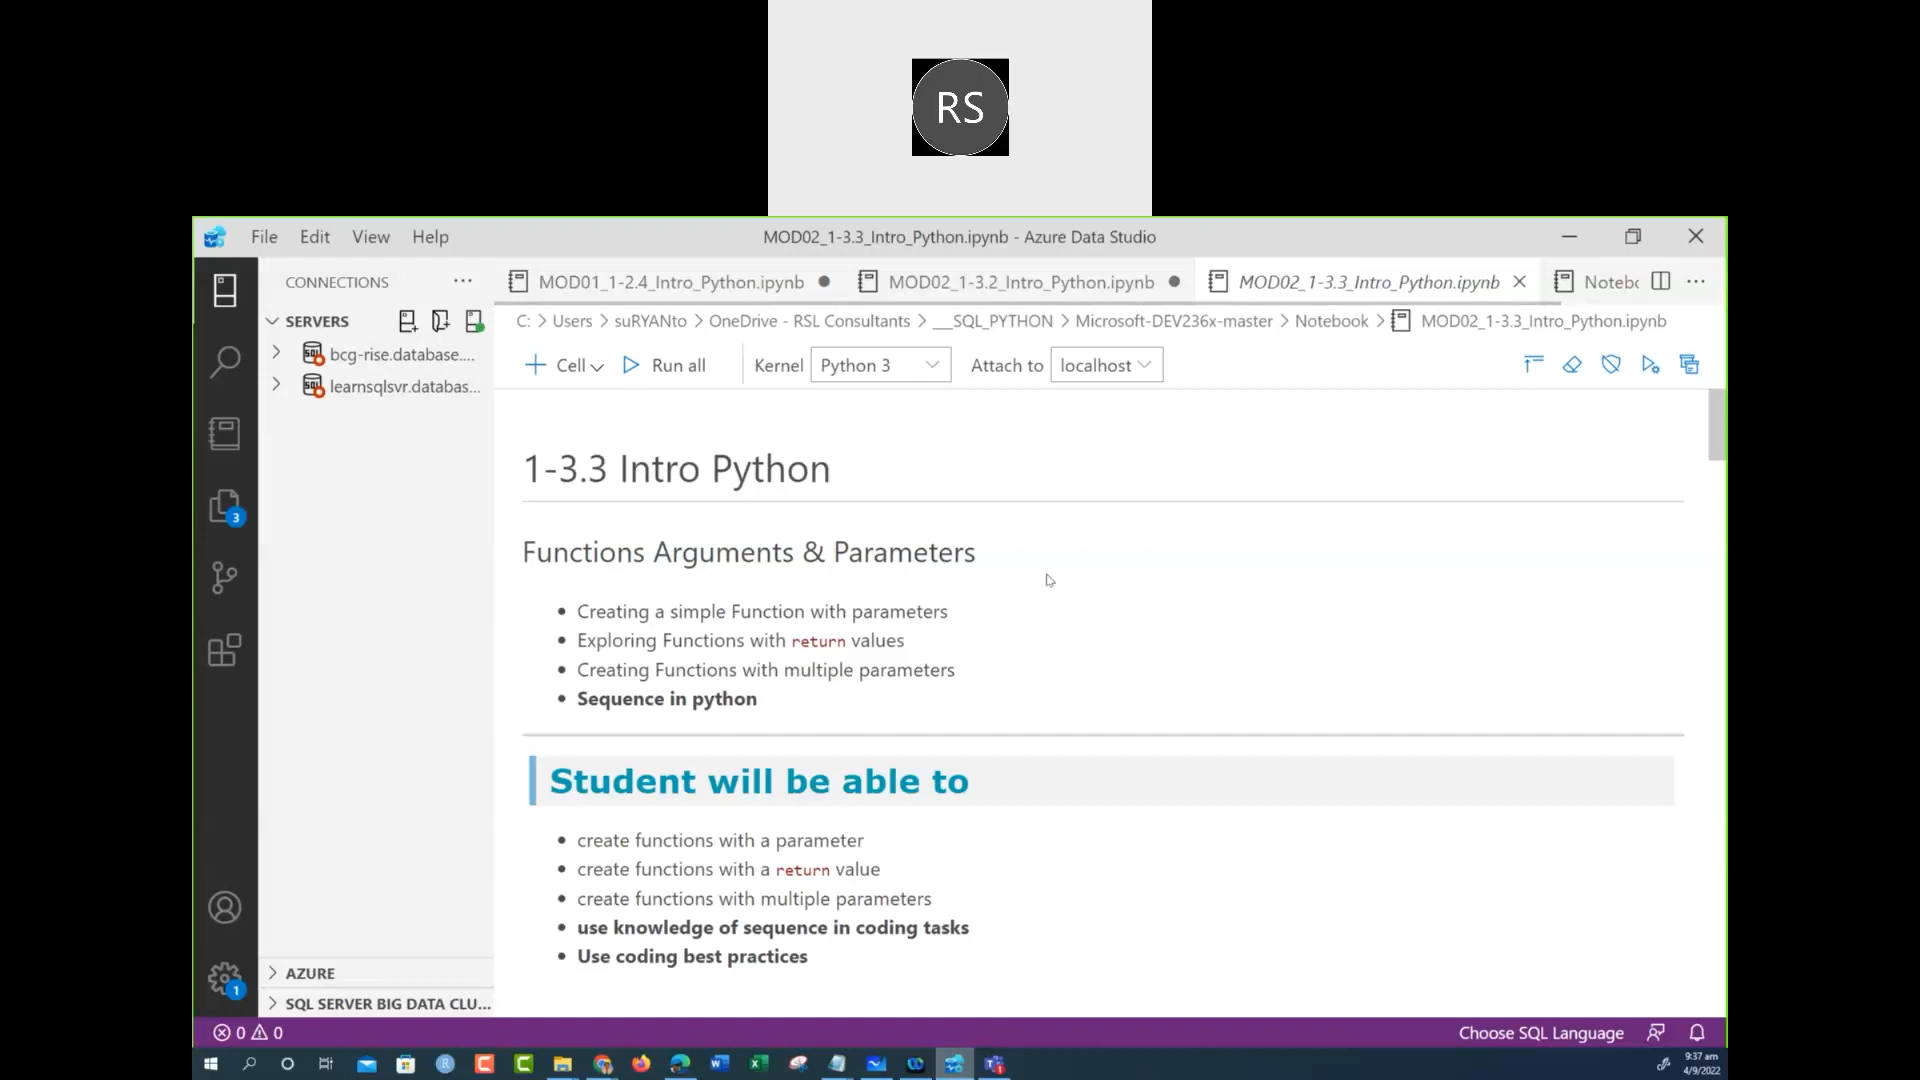 RS
File Edit View Help
MOD02_1-3.3_Intro_Python.ipynb - Azure Data Studio
CONNECTIONS
MOD01_1-2.4_Intro_Python.ipynb
MOD02_1-3.2_Intro_Python.ipynb
MOD02_1-3.3_Intro_Python.ipynb
SERVERS
C: > Users > suRYANto > OneDrive - RSL Consultants > __SQL_PYTHON > Microsoft-DEV236x-master > Notebook > MOD02_1-3.3_Intro_Python.ipynb
bcg-rise.database....
learnsqlsvr.databas...
Cell Run all Kernel Python 3 Attach to localhost
1-3.3 Intro Python
Functions Arguments & Parameters
Creating a simple Function with parameters
Exploring Functions with return values
Creating Functions with multiple parameters
Sequence in python
Student will be able to
create functions with a parameter
create functions with a return value
create functions with multiple parameters
use knowledge of sequence in coding tasks
Use coding best practices
3
1
AZURE
SQL SERVER BIG DATA CLU...
0 0
Choose SQL Language
9:37 am
4/9/2022